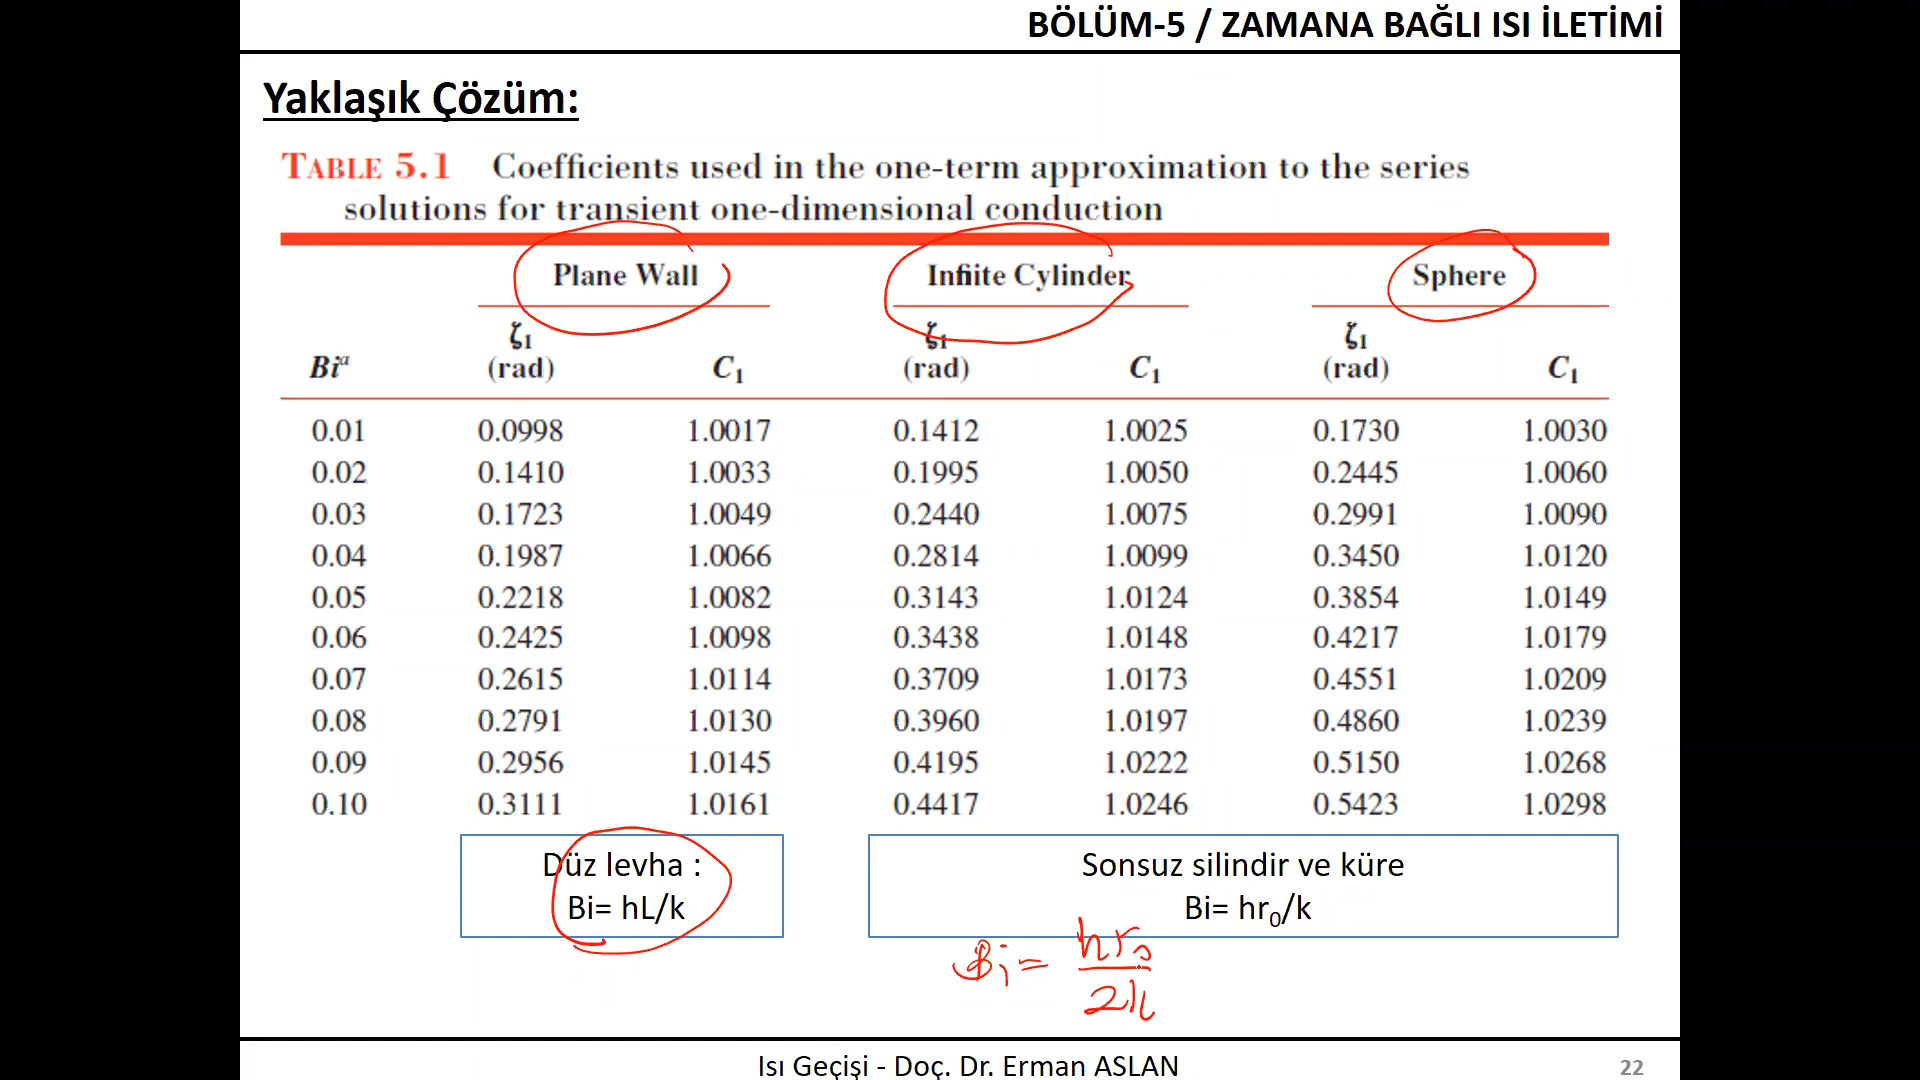 BÖLÜM-5 / ZAMANA BAĞLI ISI İLETİMİ
Yaklaşık Çözüm:
TABLE 5.1 Coefficients used in the one-term approximation to the series
solutions for transient one-dimensional conduction
Plane Wall Infiite Cylinder Sphere
ζ1 ζ1 ζ1
Biᵃ (rad) C1 (rad) C1 (rad) C1
0.01 0.0998 1.0017 0.1412 1.0025 0.1730 1.0030
0.02 0.1410 1.0033 0.1995 1.0050 0.2445 1.0060
0.03 0.1723 1.0049 0.2440 1.0075 0.2991 1.0090
0.04 0.1987 1.0066 0.2814 1.0099 0.3450 1.0120
0.05 0.2218 1.0082 0.3143 1.0124 0.3854 1.0149
0.06 0.2425 1.0098 0.3438 1.0148 0.4217 1.0179
0.07 0.2615 1.0114 0.3709 1.0173 0.4551 1.0209
0.08 0.2791 1.0130 0.3960 1.0197 0.4860 1.0239
0.09 0.2956 1.0145 0.4195 1.0222 0.5150 1.0268
0.10 0.3111 1.0161 0.4417 1.0246 0.5423 1.0298
Düz levha :
Bi= hL/k
Sonsuz silindir ve küre
Bi= hr0/k
Bi = hr0
2k
Isı Geçişi - Doç. Dr. Erman ASLAN
22